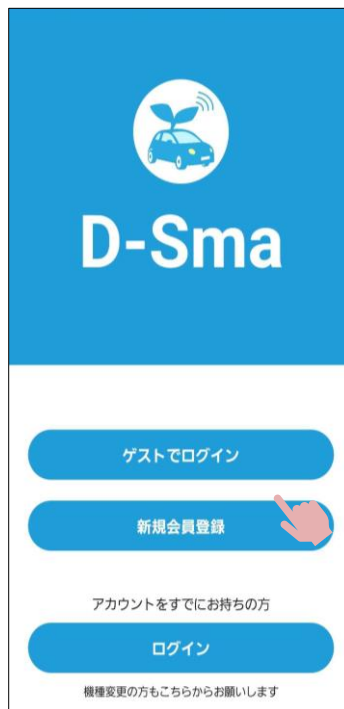 D-Sma
ゲストでログイン
新規会員登録
アカウントをすでにお持ちの方
ログイン
機種変更の方もこちらからお願いします